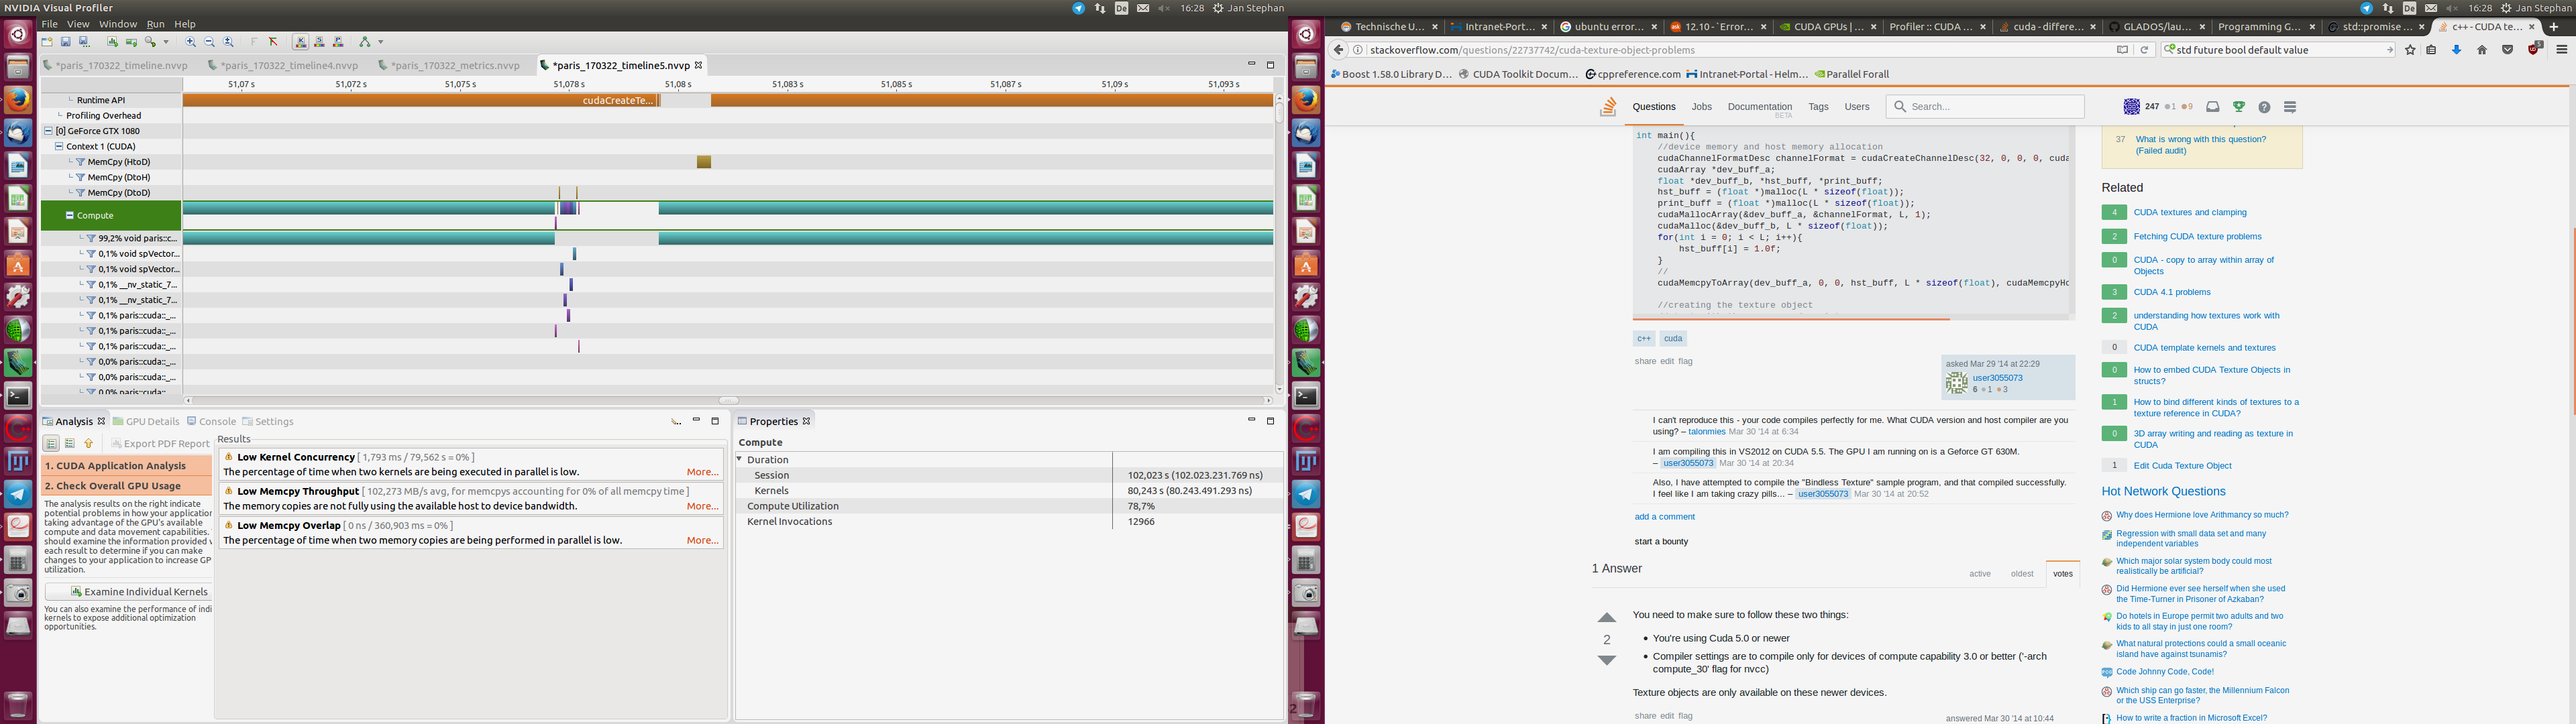 NVIDIA Visual Profiler
De 16:28 Jan Stephan
File View Window Run Help
*paris_170322_timeline.nvvp *paris_170322_timeline4.nvvp *paris_170322_metrics.nvvp *paris_170322_timeline5.nvvp
51,07 s 51,072 s 51,075 s 51,078 s 51,08 s 51,083 s 51,085 s 51,087 s 51,09 s 51,093 s
Runtime API cudaCreateTe...
Profiling Overhead
[0] GeForce GTX 1080
Context 1 (CUDA)
MemCpy (HtoD)
MemCpy (DtoH)
MemCpy (DtoD)
Compute
99,2% void paris::c...
0,1% void spVector...
0,1% void spVector...
0,1% __nv_static_7...
0,1% __nv_static_7...
0,1% paris::cuda::_...
0,1% paris::cuda::_...
0,1% paris::cuda::_...
0,0% paris::cuda::_...
0,0% paris::cuda::_...
0,0% paris::cuda::_...
Analysis GPU Details Console Settings
Export PDF Report
1. CUDA Application Analysis
2. Check Overall GPU Usage
The analysis results on the right indicate
potential problems in how your application
taking advantage of the GPU's available
compute and data movement capabilities.
should examine the information provided
each result to determine if you can make
changes to your application to increase GP
utilization.
Examine Individual Kernels
You can also examine the performance of indi
kernels to expose additional optimization
opportunities.
Results
Low Kernel Concurrency [ 1,793 ms / 79,562 s = 0% ]
The percentage of time when two kernels are being executed in parallel is low. More...
Low Memcpy Throughput [ 102,273 MB/s avg, for memcpys accounting for 0% of all memcpy time ]
The memory copies are not fully using the available host to device bandwidth. More...
Low Memcpy Overlap [ 0 ns / 360,903 ms = 0% ]
The percentage of time when two memory copies are being performed in parallel is low. More...
Properties
Compute
Duration
Session 102,023 s (102.023.231.769 ns)
Kernels 80,243 s (80.243.491.293 ns)
Compute Utilization 78,7%
Kernel Invocations 12966
De 16:28 Jan Stephan
Technische U... Intranet-Port... ubuntu error... 12.10 - `Error... CUDA GPUs | ... Profiler :: CUDA ... cuda - differe... GLADOS/lau... Programming G... std::promise ... c++ - CUDA te...
stackoverflow.com/questions/22737742/cuda-texture-object-problems
std future bool default value
Boost 1.58.0 Library D... CUDA Toolkit Docum... cppreference.com Intranet-Portal - Helm... Parallel Forall
Questions Jobs Documentation Tags Users
BETA
Search...
247 1 9
int main(){
//device memory and host memory allocation
cudaChannelFormatDesc channelFormat = cudaCreateChannelDesc(32, 0, 0, 0, cuda
cudaArray *dev_buff_a;
float *dev_buff_b, *hst_buff, *print_buff;
hst_buff = (float *)malloc(L * sizeof(float));
print_buff = (float *)malloc(L * sizeof(float));
cudaMallocArray(&dev_buff_a, &channelFormat, L, 1);
cudaMalloc(&dev_buff_b, L * sizeof(float));
for(int i = 0; i < L; i++){
hst_buff[i] = 1.0f;
}
//
cudaMemcpyToArray(dev_buff_a, 0, 0, hst_buff, L * sizeof(float), cudaMemcpyHo
//creating the texture object
c++ cuda
share edit flag
asked Mar 29 '14 at 22:29
user3055073
6 1 3
I can't reproduce this - your code compiles perfectly for me. What CUDA version and host compiler are you
using? – talonmies Mar 30 '14 at 6:34
I am compiling this in VS2012 on CUDA 5.5. The GPU I am running on is a Geforce GT 630M.
– user3055073 Mar 30 '14 at 20:34
Also, I have attempted to compile the "Bindless Texture" sample program, and that compiled successfully.
I feel like I am taking crazy pills... – user3055073 Mar 30 '14 at 20:52
add a comment
start a bounty
1 Answer
active oldest votes
2
You need to make sure to follow these two things:
You're using Cuda 5.0 or newer
Compiler settings are to compile only for devices of compute capability 3.0 or better ('-arch
compute_30' flag for nvcc)
Texture objects are only available on these newer devices.
share edit flag
answered Mar 30 '14 at 10:44
37 What is wrong with this question?
(Failed audit)
Related
4 CUDA textures and clamping
2 Fetching CUDA texture problems
0 CUDA - copy to array within array of
Objects
3 CUDA 4.1 problems
2 understanding how textures work with
CUDA
0 CUDA template kernels and textures
0 How to embed CUDA Texture Objects in
structs?
1 How to bind different kinds of textures to a
texture reference in CUDA?
0 3D array writing and reading as texture in
CUDA
1 Edit Cuda Texture Object
Hot Network Questions
Why does Hermione love Arithmancy so much?
Regression with small data set and many
independent variables
Which major solar system body could most
realistically be artificial?
Did Hermione ever see herself when she used
the Time-Turner in Prisoner of Azkaban?
Do hotels in Europe permit two adults and two
kids to all stay in just one room?
What natural protections could a small oceanic
island have against tsunamis?
Code Johnny Code, Code!
Which ship can go faster, the Millennium Falcon
or the USS Enterprise?
How to write a fraction in Microsoft Excel?